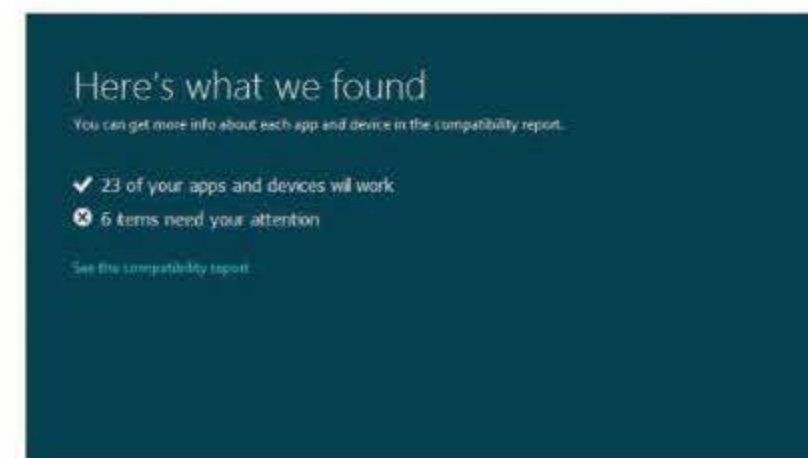 Here's what we found
You can get more info about each app and device in the compatibility report.
23 of your apps and devices will work
6 items need your attention
See the compatibility report